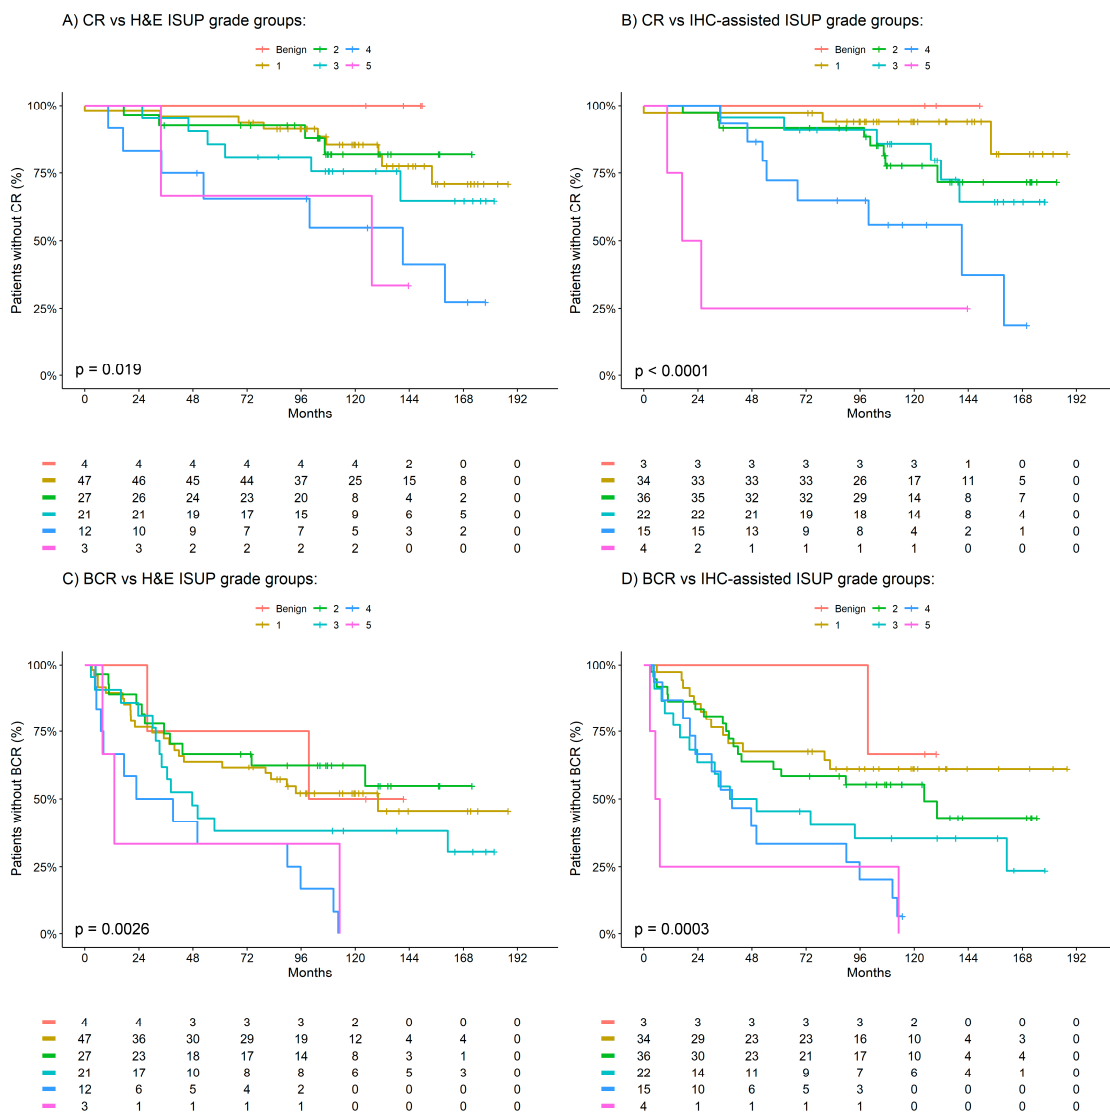 A) CR vs H&E ISUP grade groups:
Benign 2 4
1 3 5
Patients without CR (%)
100%
75%
50%
25%
0%
p = 0.019
0 24 48 72 96 120 144 168 192
Months
4 4 4 4 4 4 2 0 0
47 46 45 44 37 25 15 8 0
27 26 24 23 20 8 4 2 0
21 21 19 17 15 9 6 5 0
12 10 9 7 7 5 3 2 0
3 3 2 2 2 2 0 0 0
B) CR vs IHC-assisted ISUP grade groups:
Benign 2 4
1 3 5
Patients without CR (%)
100%
75%
50%
25%
0%
p < 0.0001
0 24 48 72 96 120 144 168 192
Months
3 3 3 3 3 3 1 0 0
34 33 33 33 26 17 11 5 0
36 35 32 32 29 14 8 7 0
22 22 21 19 18 14 8 4 0
15 15 13 9 8 4 2 1 0
4 2 1 1 1 1 1 0 0
C) BCR vs H&E ISUP grade groups:
Benign 2 4
1 3 5
Patients without BCR (%)
100%
75%
50%
25%
0%
p = 0.0026
0 24 48 72 96 120 144 168 192
Months
4 4 3 3 3 2 0 0 0
47 36 30 29 19 12 4 4 0
27 23 18 17 14 8 3 1 0
21 17 10 8 8 6 5 3 0
12 6 5 4 2 0 0 0 0
3 1 1 1 1 0 0 0 0
D) BCR vs IHC-assisted ISUP grade groups:
Benign 2 4
1 3 5
Patients without BCR (%)
100%
75%
50%
25%
0%
p = 0.0003
0 24 48 72 96 120 144 168 192
Months
3 3 3 3 3 2 0 0 0
34 29 23 23 16 10 4 3 0
36 30 23 21 17 10 4 4 0
22 14 11 9 7 6 4 1 0
15 10 6 5 3 0 0 0 0
4 1 1 1 1 0 0 0 0